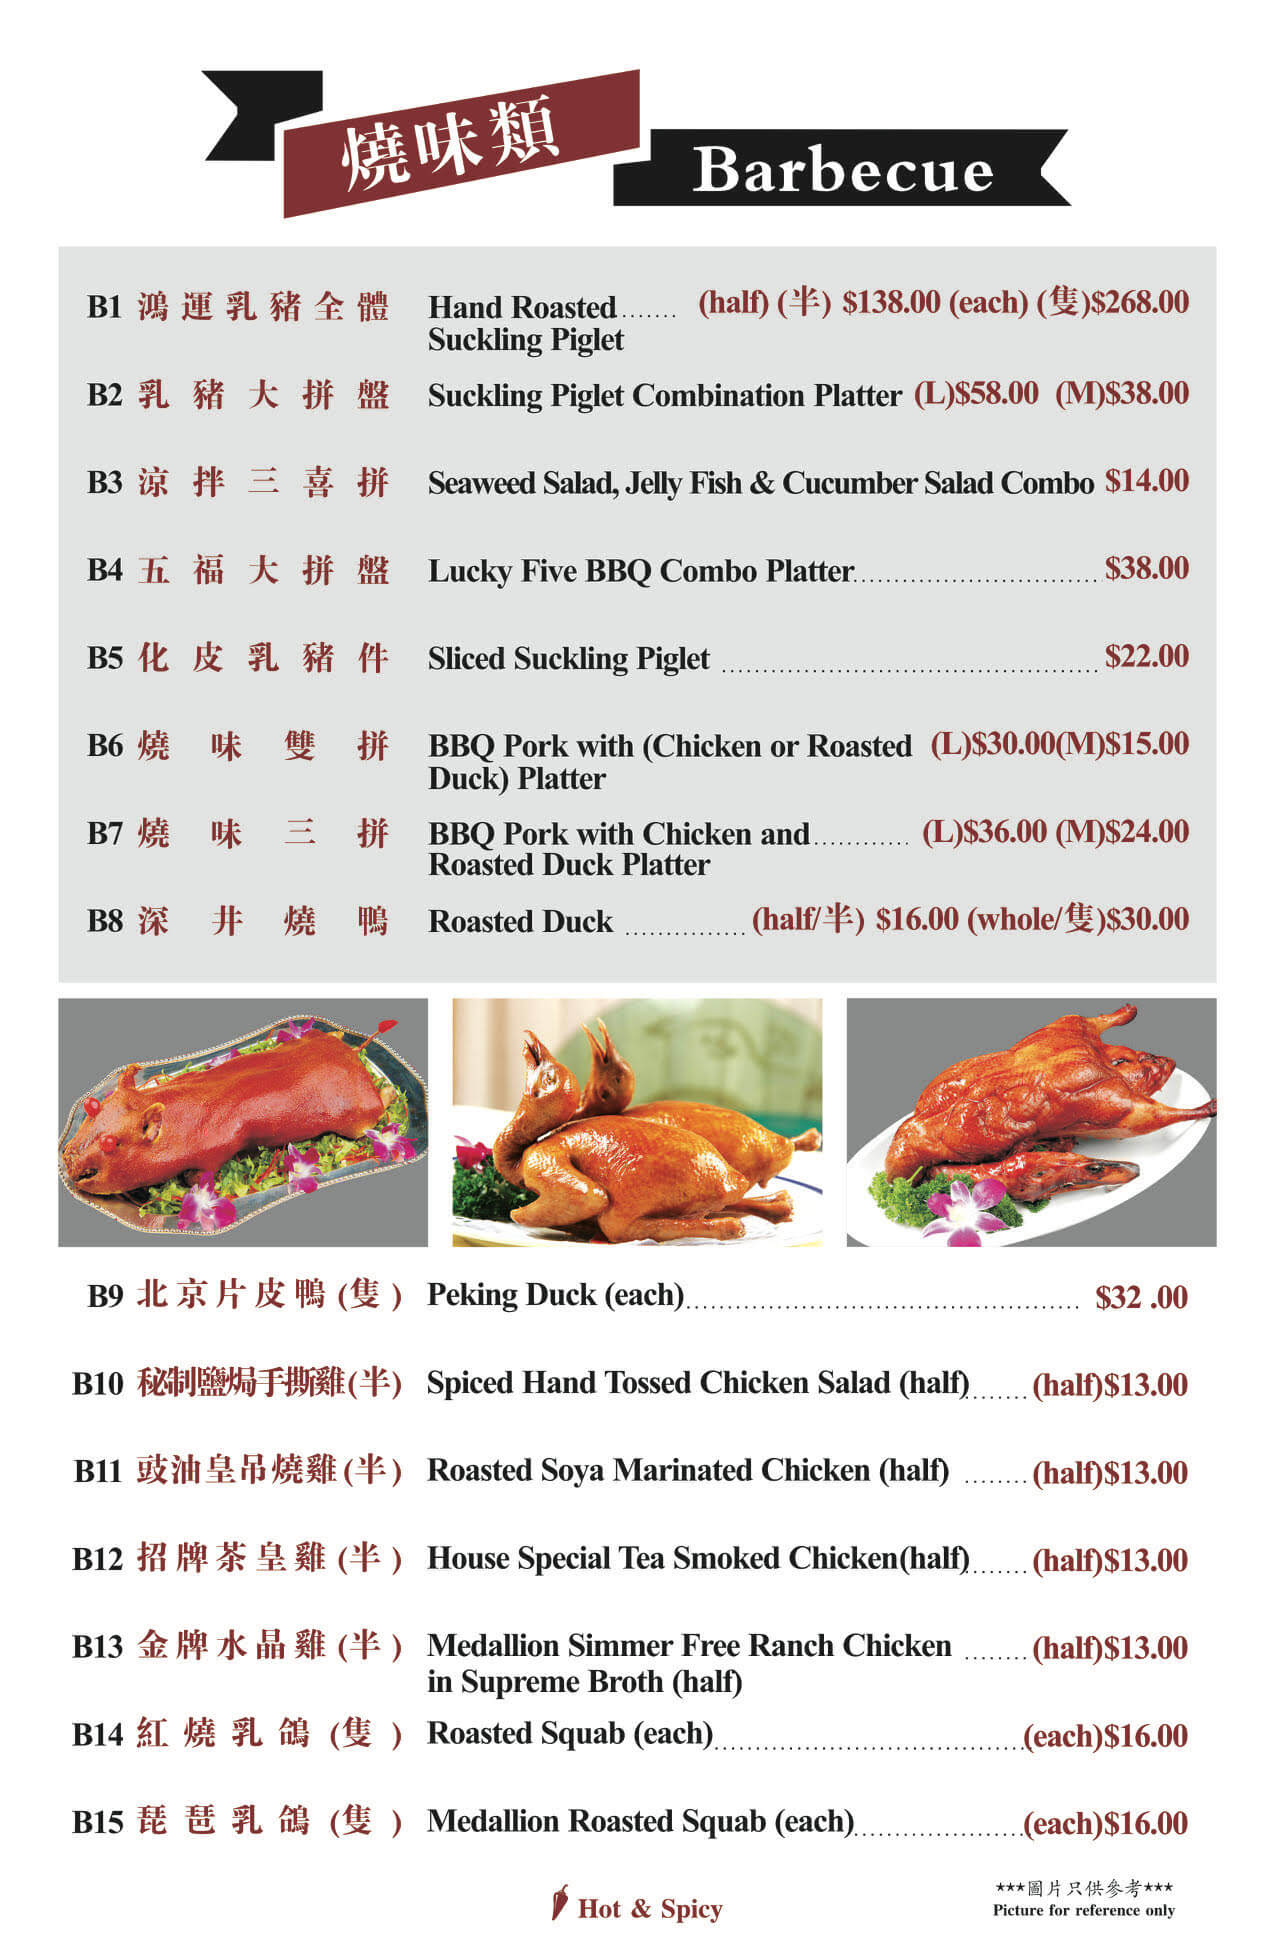 燒味類
Barbecue
B1 鴻運乳豬全體 Hand Roasted....... (half) (半) $138.00 (each) (隻)$268.00
Suckling Piglet
B2 乳豬大拼盤 Suckling Piglet Combination Platter (L)$58.00 (M)$38.00
B3 涼拌三喜拼 Seaweed Salad, Jelly Fish & Cucumber Salad Combo $14.00
B4 五福大拼盤 Lucky Five BBQ Combo Platter.............................. $38.00
B5 化皮乳豬件 Sliced Suckling Piglet .............................................. $22.00
B6 燒味雙拼 BBQ Pork with (Chicken or Roasted (L)$30.00(M)$15.00
Duck) Platter
B7 燒味三拼 BBQ Pork with Chicken and............ (L)$36.00 (M)$24.00
Roasted Duck Platter
B8 深井燒鴨 Roasted Duck ............... (half/半) $16.00 (whole/隻)$30.00
B9 北京片皮鴨(隻) Peking Duck (each)................................................ $32 .00
B10 秘制鹽焗手撕雞(半) Spiced Hand Tossed Chicken Salad (half)....... (half)$13.00
B11 豉油皇吊燒雞(半) Roasted Soya Marinated Chicken (half) ........ (half)$13.00
B12 招牌茶皇雞(半) House Special Tea Smoked Chicken(half)....... (half)$13.00
B13 金牌水晶雞(半) Medallion Simmer Free Ranch Chicken ........ (half)$13.00
in Supreme Broth (half)
B14 紅燒乳鴿(隻) Roasted Squab (each)......................................(each)$16.00
B15 琵琶乳鴿(隻) Medallion Roasted Squab (each).....................(each)$16.00
Hot & Spicy
***圖片只供參考***
Picture for reference only